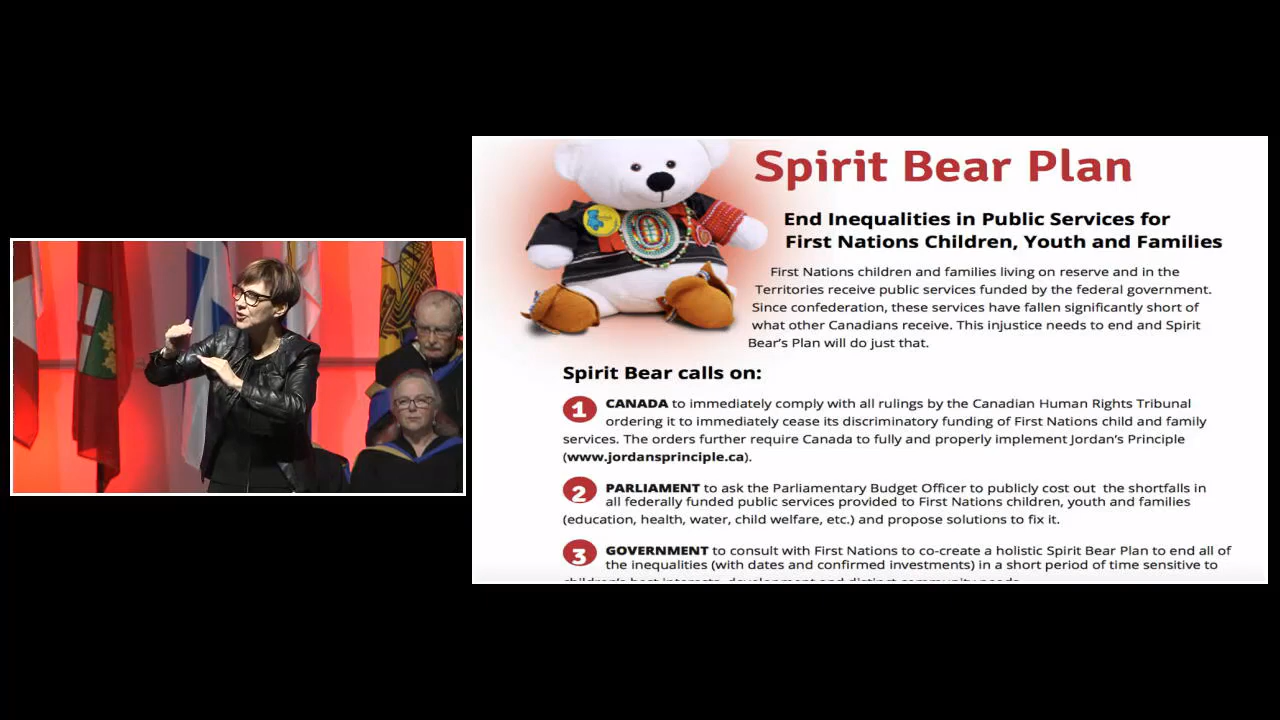 Spirit Bear Plan
End Inequalities in Public Services for
First Nations Children, Youth and Families
First Nations children and families living on reserve and in the
Territories receive public services funded by the federal government.
Since confederation, these services have fallen significantly short of
what other Canadians receive. This injustice needs to end and Spirit
Bear's Plan will do just that.
Spirit Bear calls on:
1 CANADA to immediately comply with all rulings by the Canadian Human Rights Tribunal
ordering it to immediately cease its discriminatory funding of First Nations child and family
services. The orders further require Canada to fully and properly implement Jordan's Principle
(www.jordansprinciple.ca).
2 PARLIAMENT to ask the Parliamentary Budget Officer to publicly cost out the shortfalls in
all federally funded public services provided to First Nations children, youth and families
(education, health, water, child welfare, etc.) and propose solutions to fix it.
3 GOVERNMENT to consult with First Nations to co-create a holistic Spirit Bear Plan to end all of
the inequalities (with dates and confirmed investments) in a short period of time sensitive to
children's best interests, development and distinct community needs.